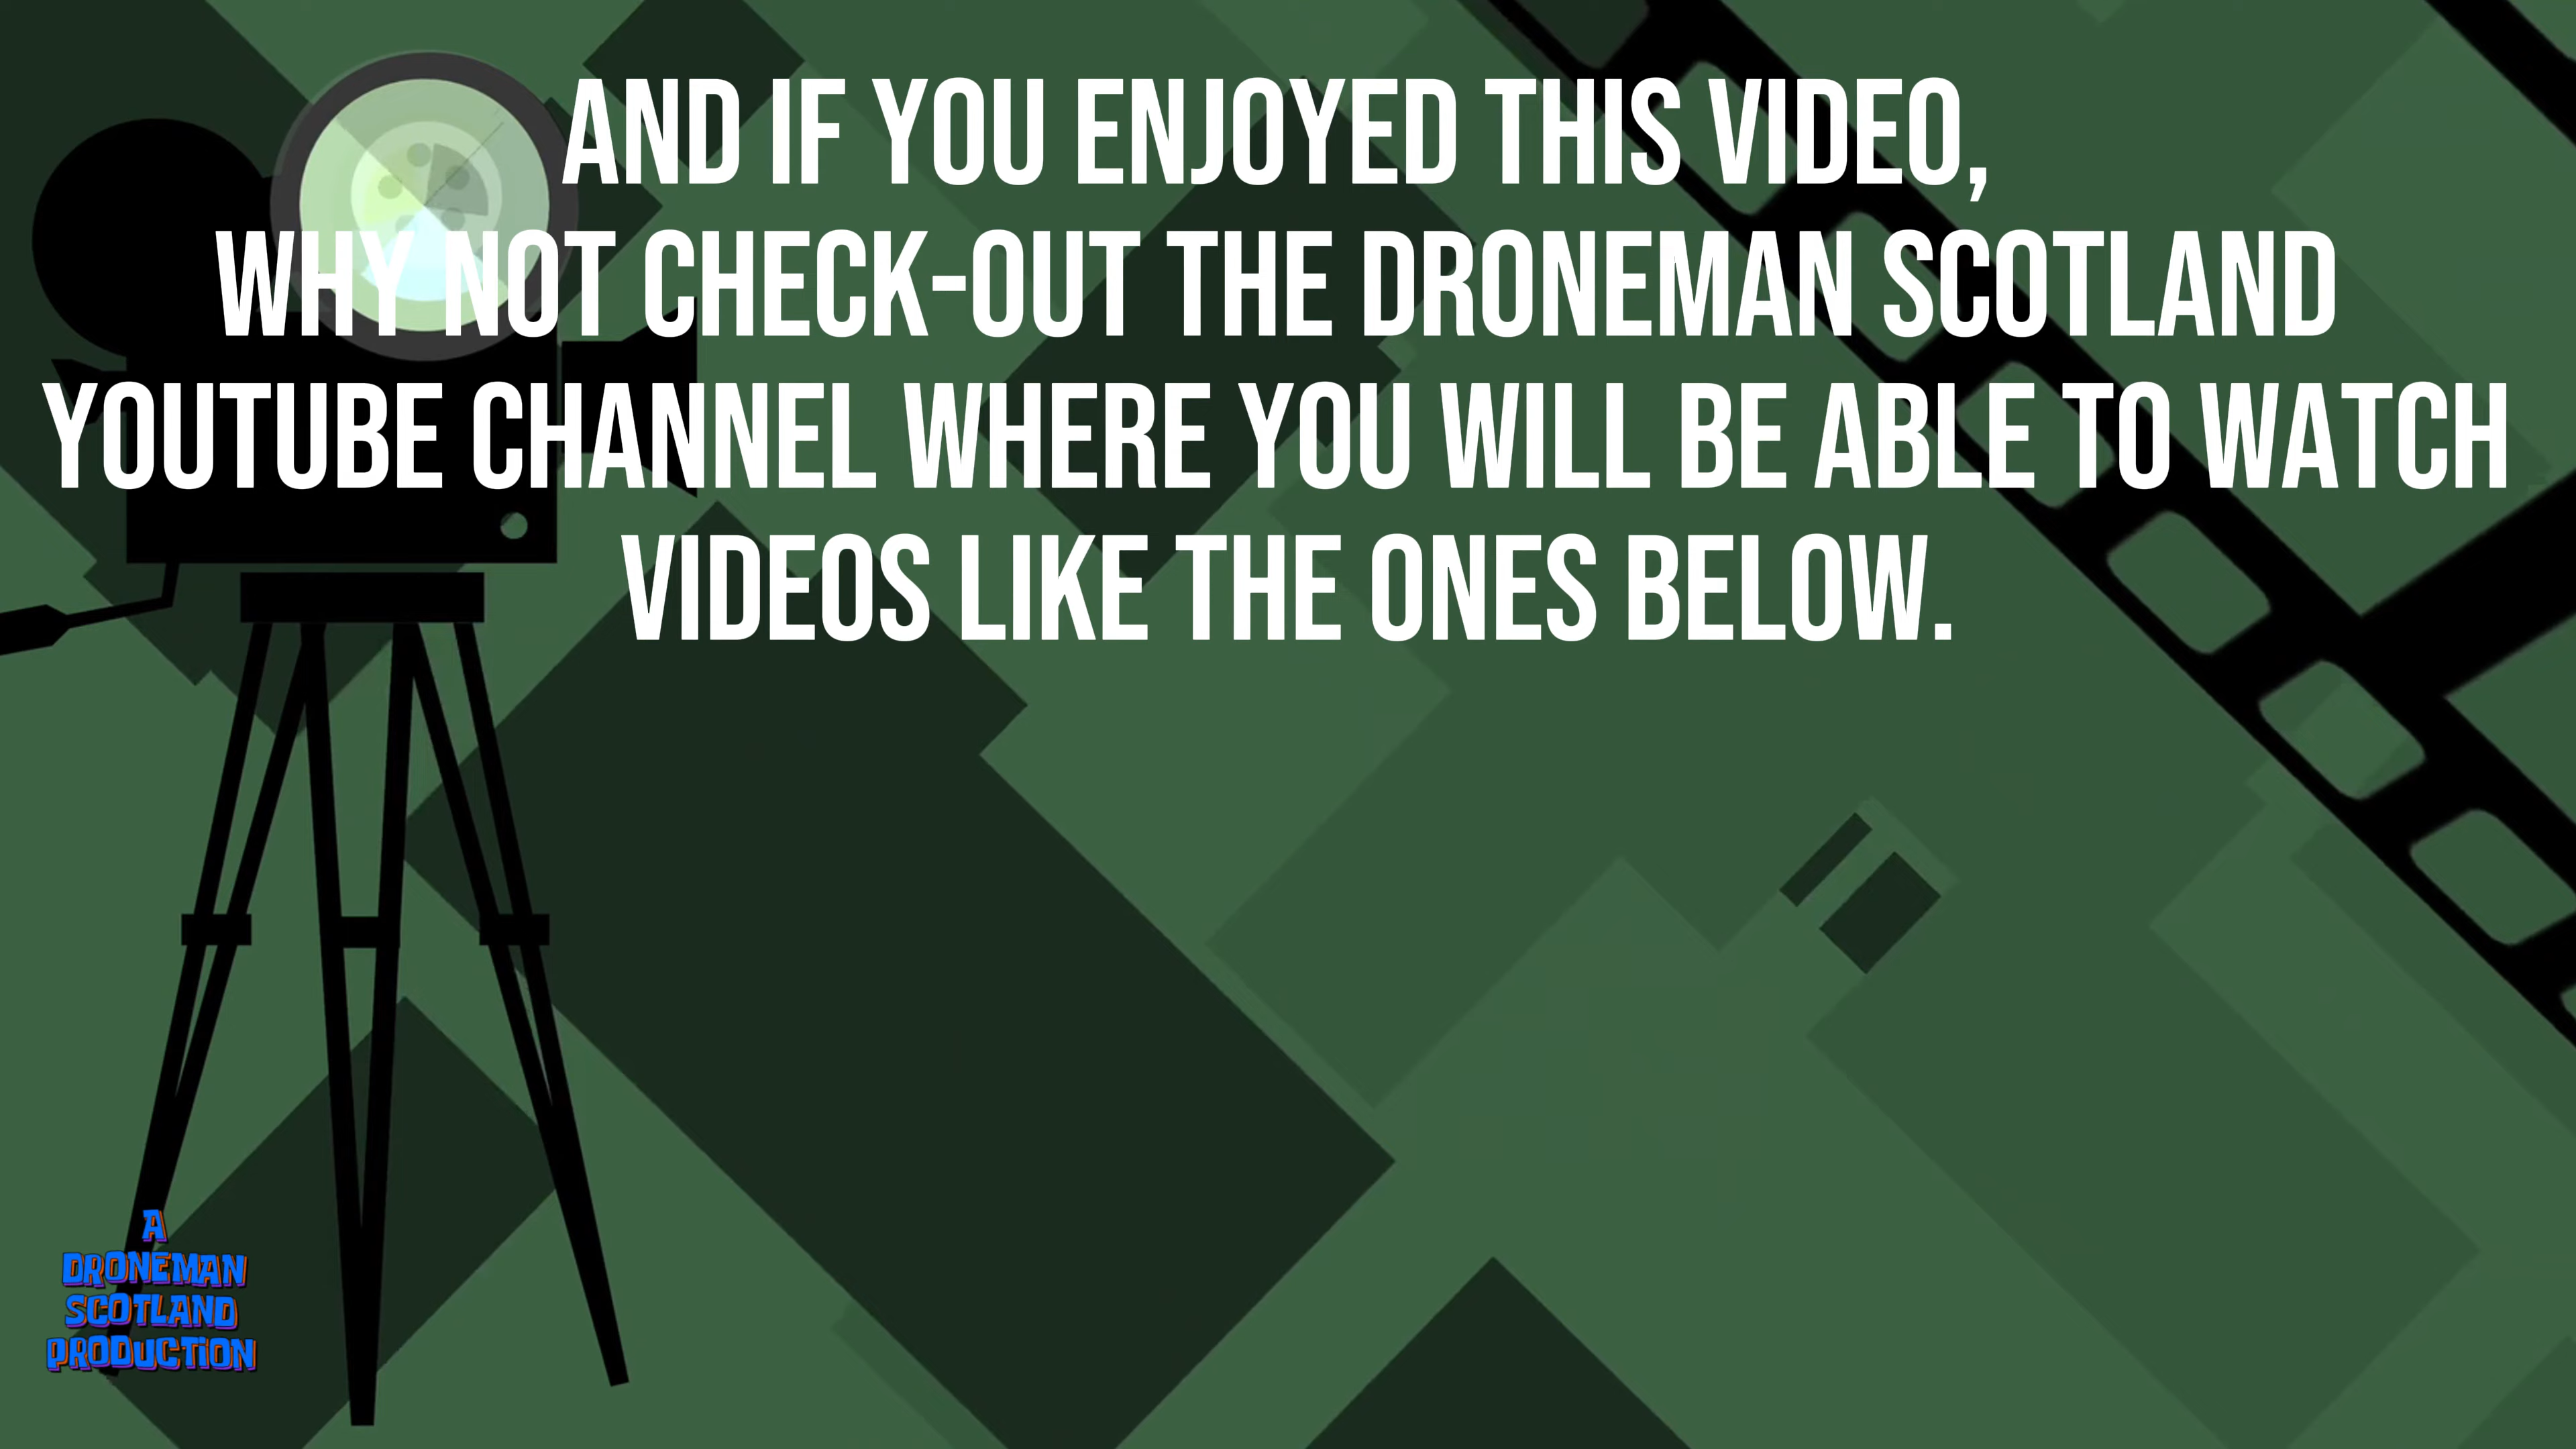 AND IF YOU ENJOYED THIS VIDEO,
WHY NOT CHECK-OUT THE DRONEMAN SCOTLAND
YOUTUBE CHANNEL WHERE YOU WILL BE ABLE TO WATCH
VIDEOS LIKE THE ONES BELOW.
A
DRONEMAN
SCOTLAND
PRODUCTION